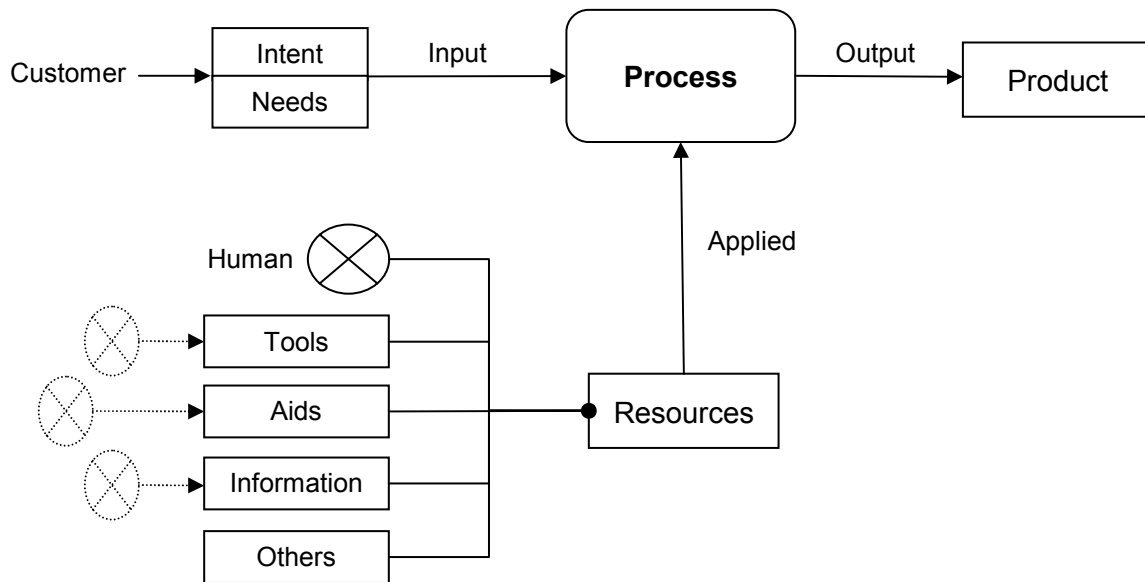 Customer
Intent
Needs
Input
Process
Output
Product
Applied
Human
Tools
Aids
Information
Others
Resources